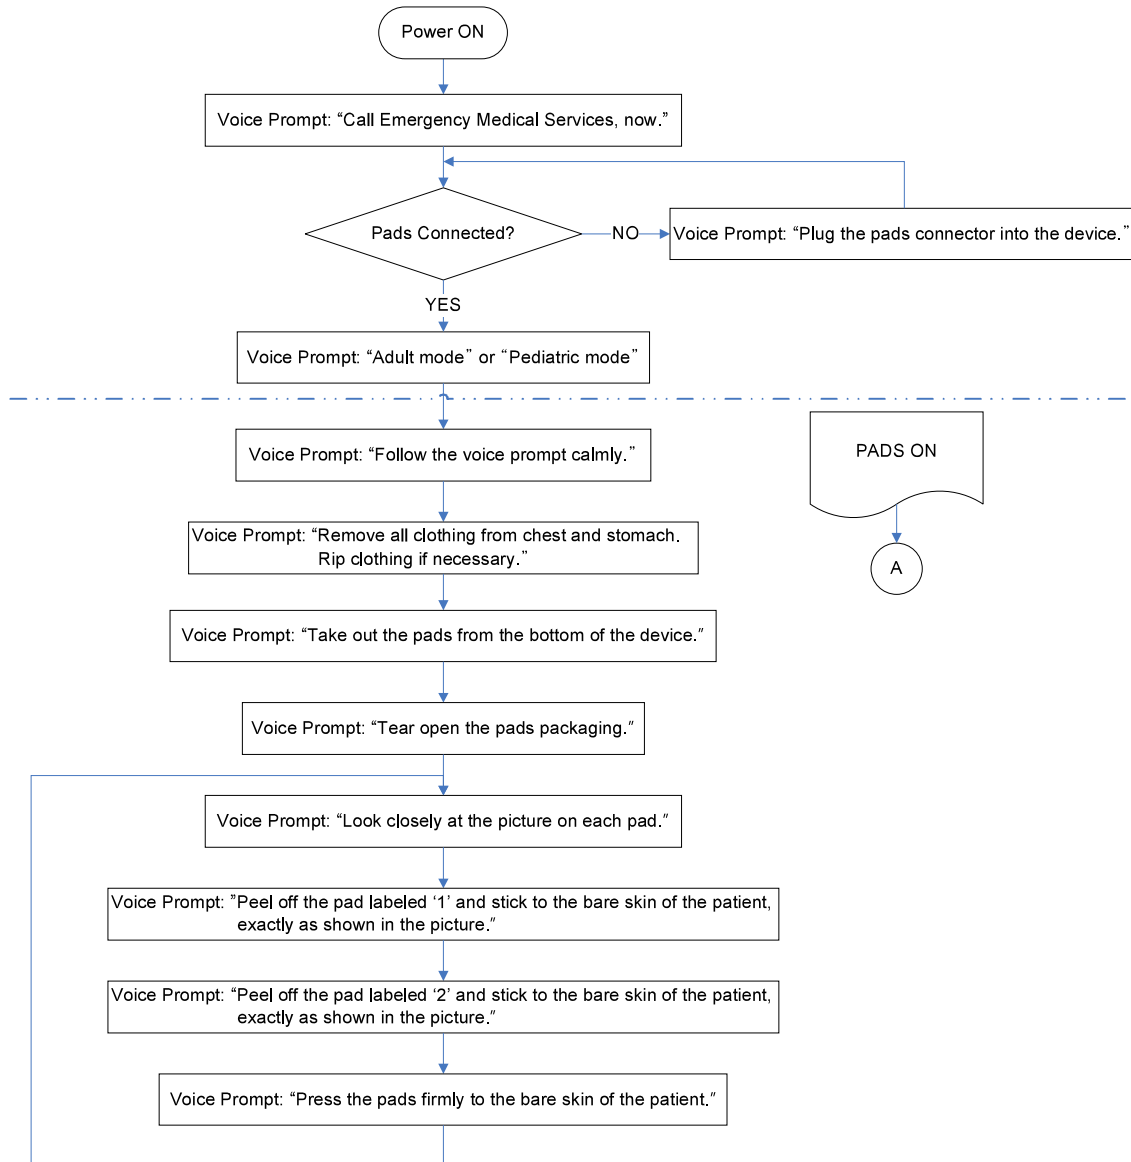 Power ON
Voice Prompt: “Call Emergency Medical Services, now.”
Pads Connected?
NO
Voice Prompt: “Plug the pads connector into the device.”
YES
Voice Prompt: “Adult mode” or “Pediatric mode”
Voice Prompt: “Follow the voice prompt calmly.”
PADS ON
Voice Prompt: “Remove all clothing from chest and stomach.
Rip clothing if necessary.”
A
Voice Prompt: “Take out the pads from the bottom of the device.”
Voice Prompt: “Tear open the pads packaging.”
Voice Prompt: “Look closely at the picture on each pad.”
Voice Prompt: ”Peel off the pad labeled ‘1’ and stick to the bare skin of the patient,
exactly as shown in the picture.”
Voice Prompt: “Peel off the pad labeled ‘2’ and stick to the bare skin of the patient,
exactly as shown in the picture.”
Voice Prompt: “Press the pads firmly to the bare skin of the patient.”